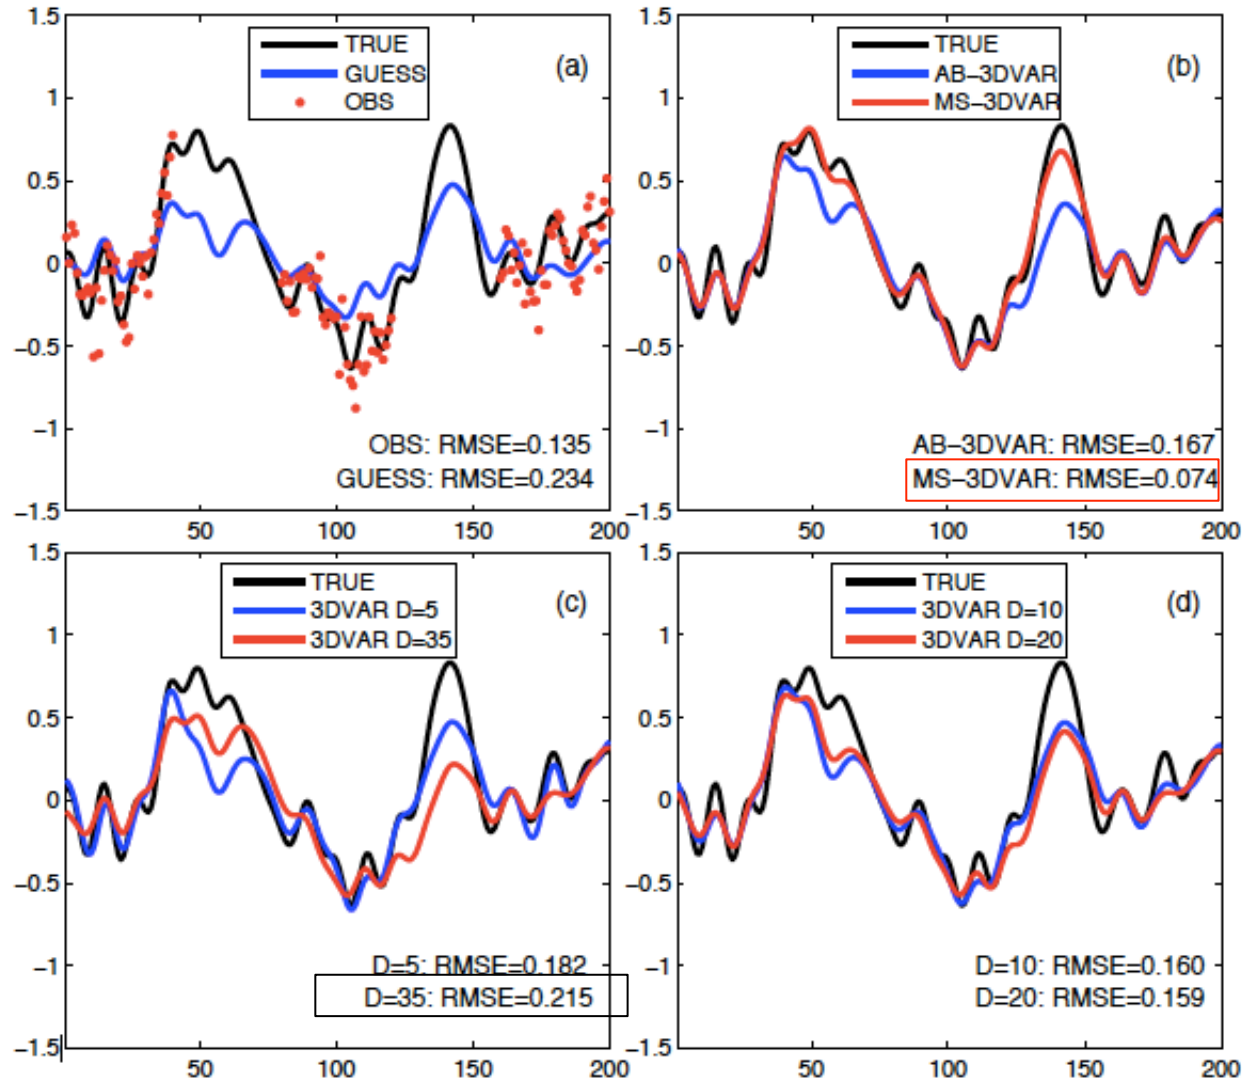 1.5
1
0.5
0
−0.5
−1
−1.5
TRUE
GUESS
OBS
(a)
OBS: RMSE=0.135
GUESS: RMSE=0.234
50
100
150
200
1.5
1
0.5
0
−0.5
−1
−1.5
TRUE
AB−3DVAR
MS−3DVAR
(b)
AB−3DVAR: RMSE=0.167
MS−3DVAR: RMSE=0.074
50
100
150
200
1.5
1
0.5
0
−0.5
−1
−1.5
TRUE
3DVAR D=5
3DVAR D=35
(c)
D=5: RMSE=0.182
D=35: RMSE=0.215
50
100
150
200
1.5
1
0.5
0
−0.5
−1
−1.5
TRUE
3DVAR D=10
3DVAR D=20
(d)
D=10: RMSE=0.160
D=20: RMSE=0.159
50
100
150
200